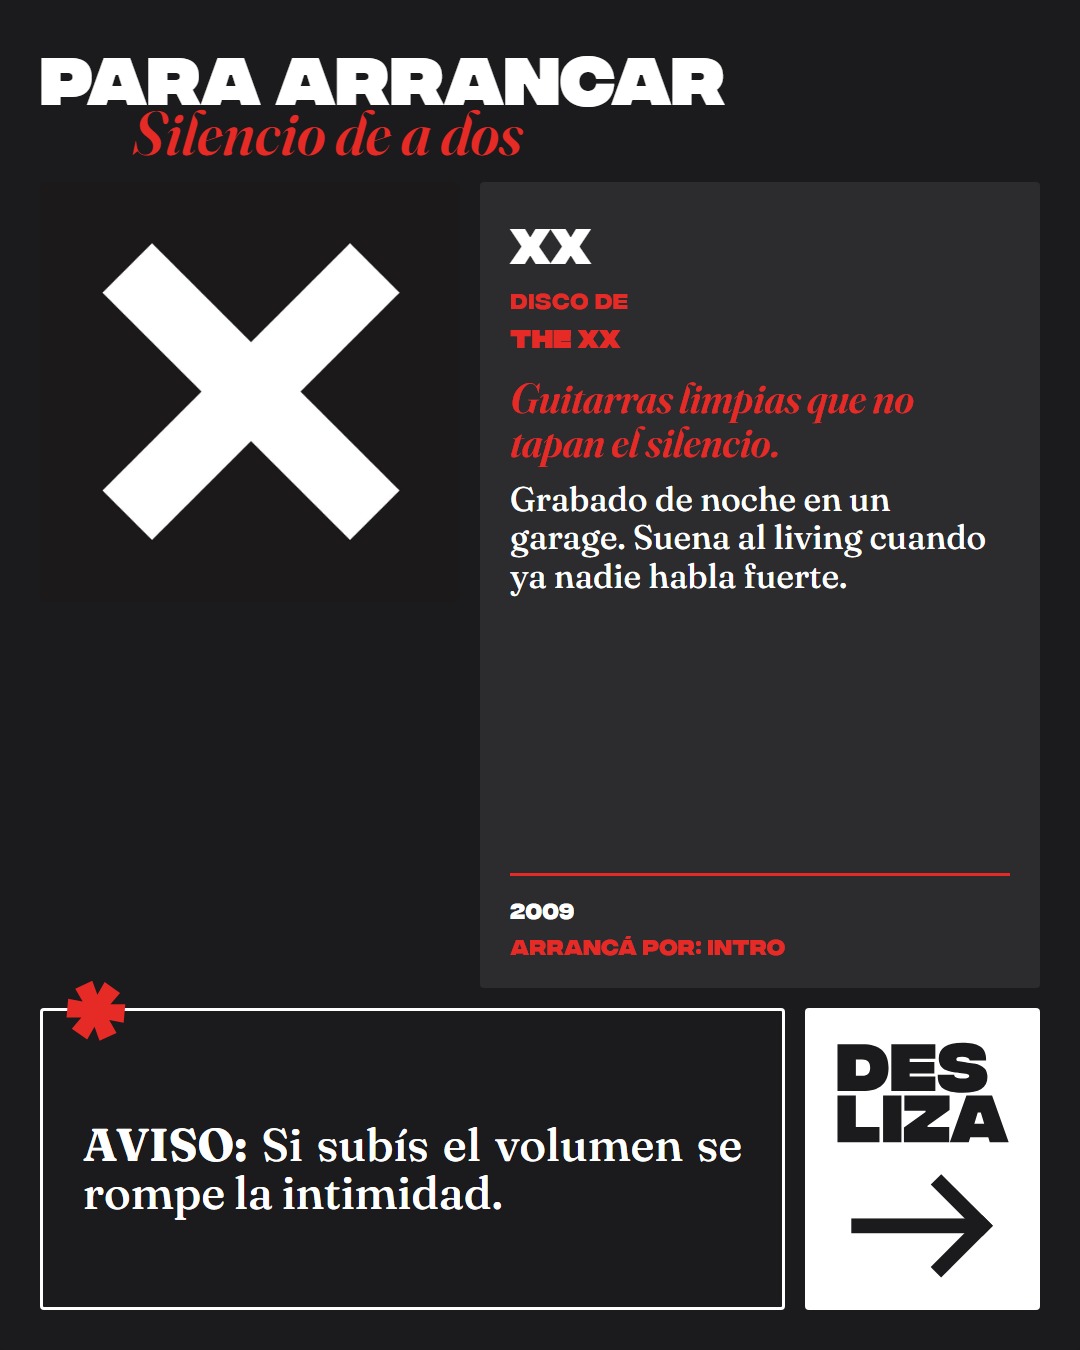 PARA ARRANCAR
Silencio de a dos
XX
DISCO DE
THE XX
Guitarras limpias que no
tapan el silencio.
Grabado de noche en un
garage. Suena al living cuando
ya nadie habla fuerte.
2009
ARRANCÁ POR: INTRO
AVISO: Si subís el volumen se
rompe la intimidad.
DES
LIZA